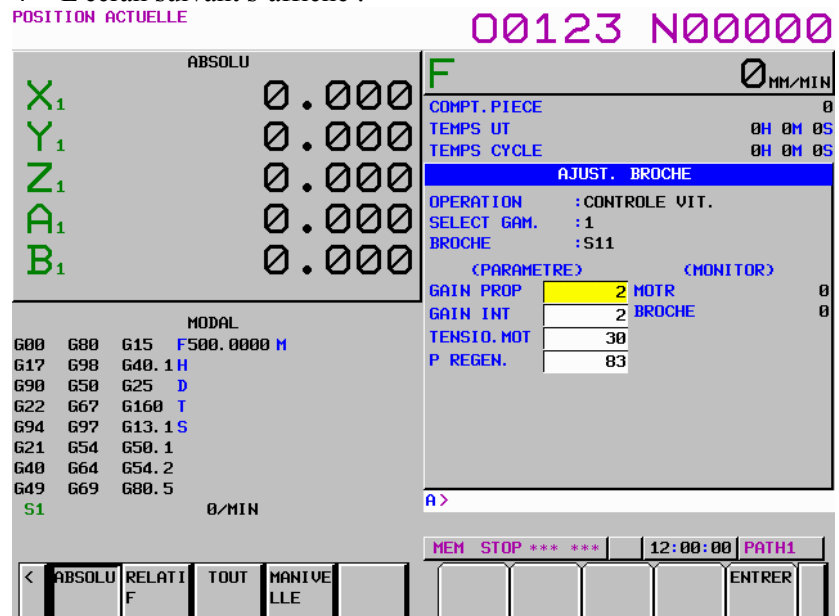 POSITION ACTUELLE
O0123 N00000
ABSOLU
X1 0.000
Y1 0.000
Z1 0.000
A1 0.000
B1 0.000
MODAL
G00 G80 G15 F500.0000 M
G17 G98 G40.1 H
G90 G50 G25 D
G22 G67 G160 T
G94 G97 G13.1 S
G21 G54 G50.1
G40 G64 G54.2
G49 G69 G80.5
S1 0/MIN
F 0 MM/MIN
COMPT.PIECE 0
TEMPS UT 0H 0M 0S
TEMPS CYCLE 0H 0M 0S
AJUST. BROCHE
OPERATION :CONTROLE VIT.
SELECT GAM. :1
BROCHE :S11
(PARAMETRE) (MONITOR)
GAIN PROP 2 MOTR 0
GAIN INT 2 BROCHE 0
TENSIO.MOT 30
P REGEN. 83
A>
MEM STOP *** *** 12:00:00 PATH1
< ABSOLU RELATI
F TOUT MANIVE
LLE ENTRER